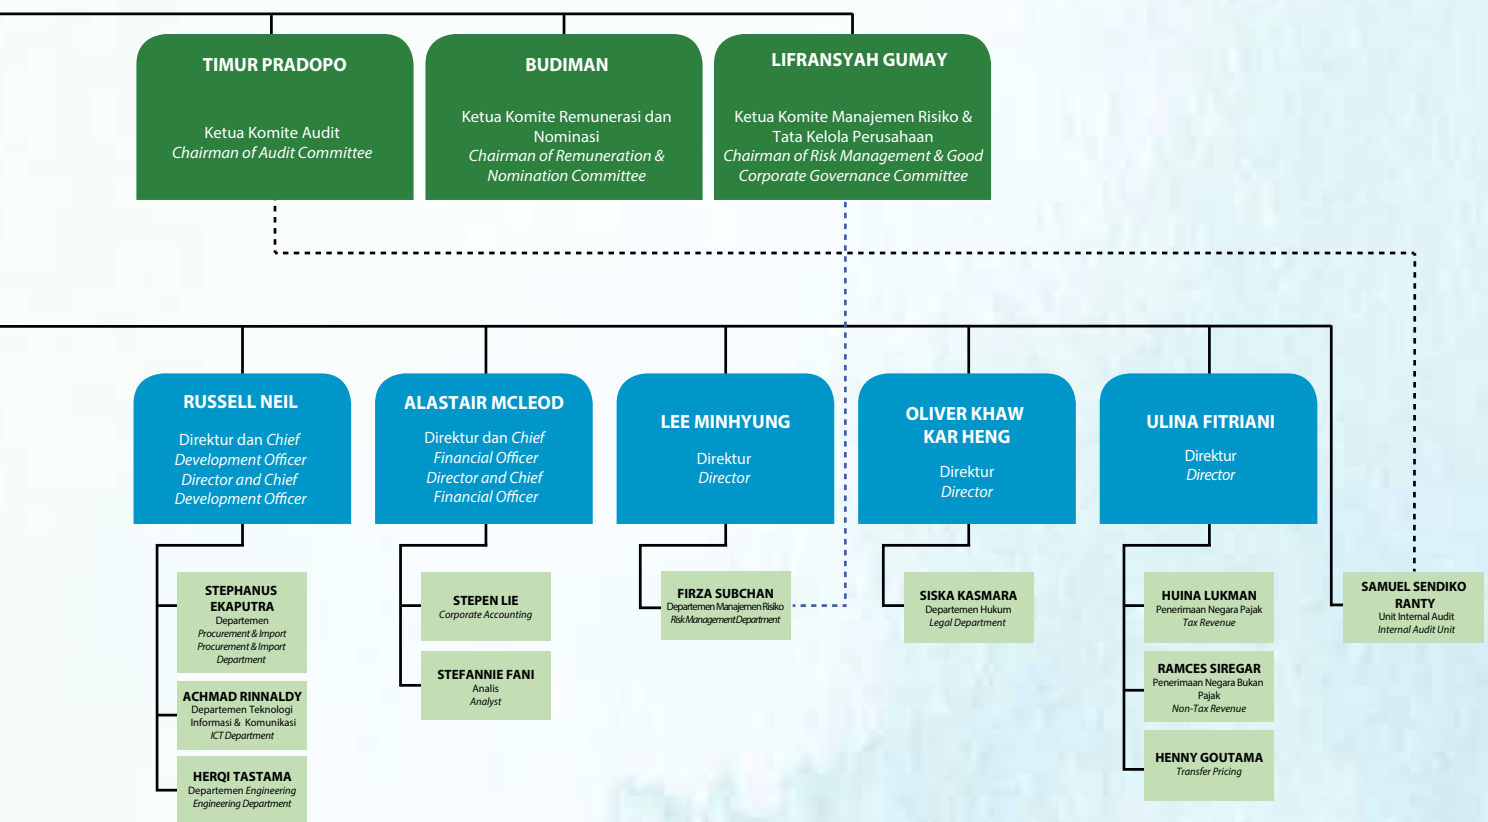 TIMUR PRADOPO
Ketua Komite Audit
Chairman of Audit Committee
BUDIMAN
Ketua Komite Remunerasi dan
Nominasi
Chairman of Remuneration &
Nomination Committee
LIFRANSYAH GUMAY
Ketua Komite Manajemen Risiko &
Tata Kelola Perusahaan
Chairman of Risk Management & Good
Corporate Governance Committee
RUSSELL NEIL
Direktur dan Chief
Development Officer
Director and Chief
Development Officer
ALASTAIR MCLEOD
Direktur dan Chief
Financial Officer
Director and Chief
Financial Officer
LEE MINHYUNG
Direktur
Director
OLIVER KHAW
KAR HENG
Direktur
Director
ULINA FITRIANI
Direktur
Director
STEPHANUS
EKAPUTRA
Departemen
Procurement & Import
Procurement & Import
Department
ACHMAD RINNALDY
Departemen Teknologi
Informasi & Komunikasi
ICT Department
HERQI TASTAMA
Departemen Engineering
Engineering Department
STEPEN LIE
Corporate Accounting
STEFANNIE FANI
Analis
Analyst
FIRZA SUBCHAN
Departemen Manajemen Risiko
Risk Management Department
SISKA KASMARA
Departemen Hukum
Legal Department
HUINA LUKMAN
Penerimaan Negara Pajak
Tax Revenue
RAMCES SIREGAR
Penerimaan Negara Bukan
Pajak
Non-Tax Revenue
HENNY GOUTAMA
Transfer Pricing
SAMUEL SENDIKO
RANTY
Unit Internal Audit
Internal Audit Unit